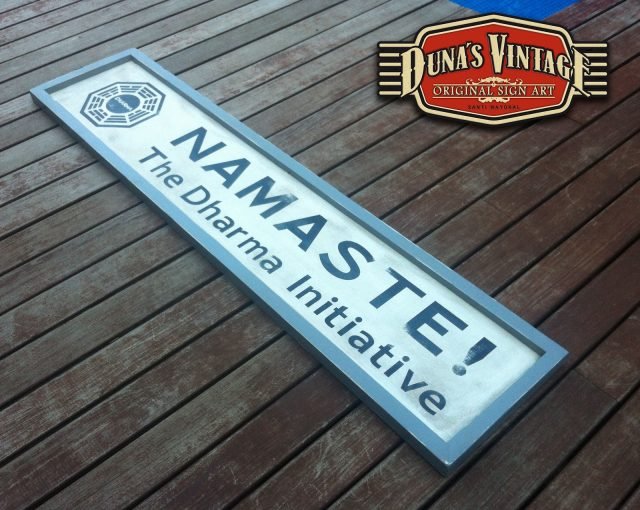 DUNA'S VINTAGE
ORIGINAL SIGN ART
NAMASTE!
The Dharma Initiative